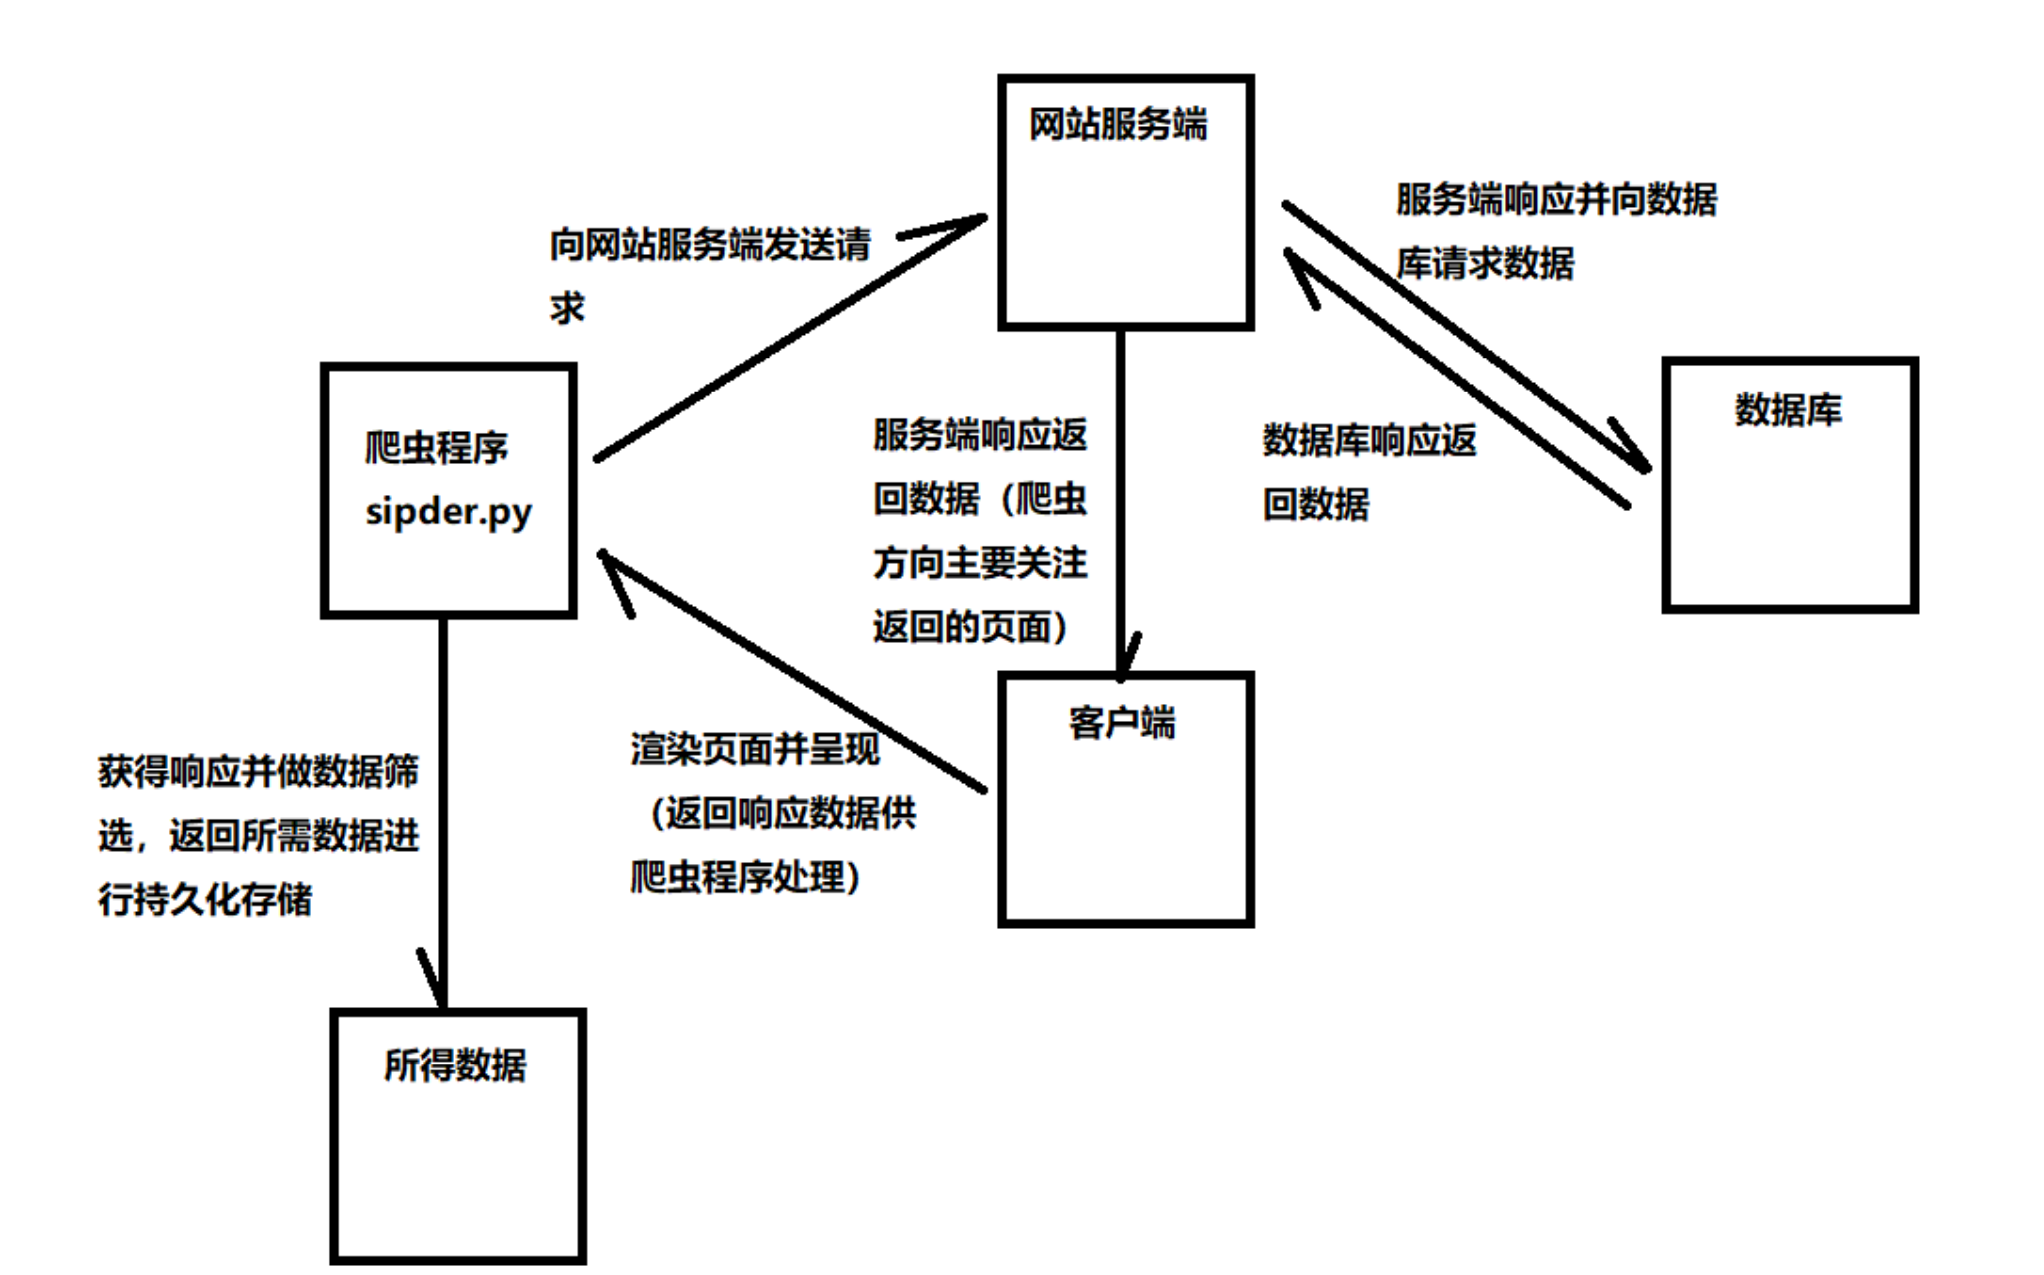 网站服务端
服务端响应并向数据
库请求数据
向网站服务端发送请
求
数据库
爬虫程序
sipder.py
服务端响应返
回数据（爬虫
方向主要关注
返回的页面）
数据库响应返
回数据
客户端
渲染页面并呈现
（返回响应数据供
爬虫程序处理）
获得响应并做数据筛
选，返回所需数据进
行持久化存储
所得数据